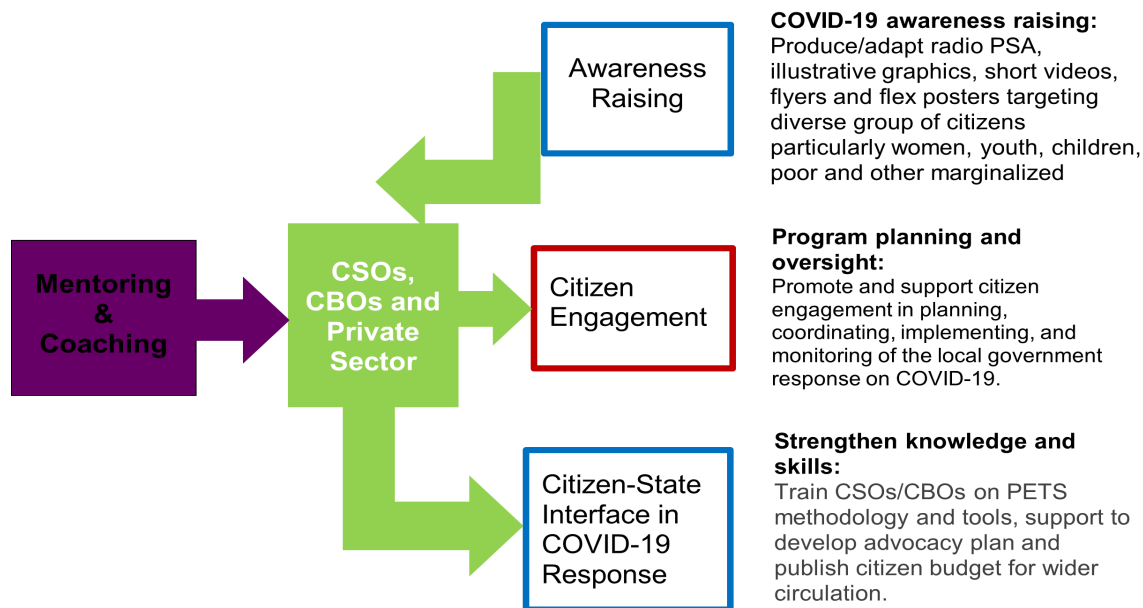 Mentoring
&
Coaching
CSOs,
CBOs and
Private
Sector
Awareness
Raising
COVID-19 awareness raising:
Produce/adapt radio PSA,
illustrative graphics, short videos,
flyers and flex posters targeting
diverse group of citizens
particularly women, youth, children,
poor and other marginalized
Citizen
Engagement
Program planning and
oversight:
Promote and support citizen
engagement in planning,
coordinating, implementing, and
monitoring of the local government
response on COVID-19.
Citizen-State
Interface in
COVID-19
Response
Strengthen knowledge and
skills:
Train CSOs/CBOs on PETS
methodology and tools, support to
develop advocacy plan and
publish citizen budget for wider
circulation.